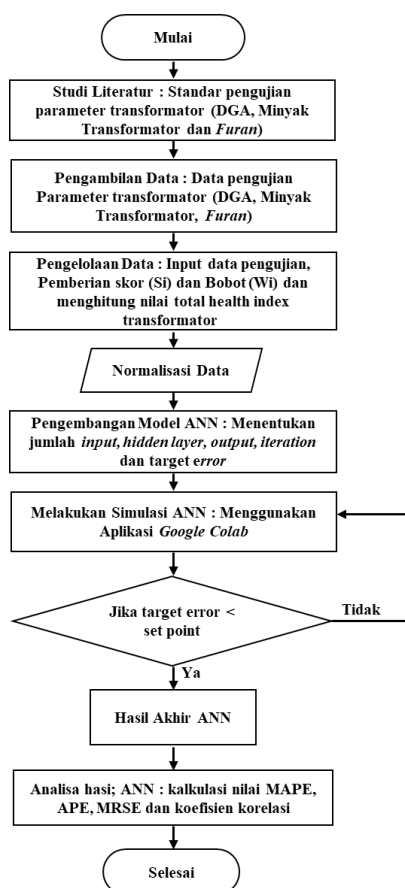 Mulai
Studi Literatur : Standar pengujian
parameter transformator (DGA, Minyak
Transformator dan Furan)
Pengambilan Data : Data pengujian
Parameter transformator (DGA, Minyak
Transformator, Furan)
Pengelolaan Data : Input data pengujian,
Pemberian skor (Si) dan Bobot (Wi) dan
menghitung nilai total health index
transformator
Normalisasi Data
Pengembangan Model ANN : Menentukan
jumlah input, hidden layer, output, iteration
dan target error
Melakukan Simulasi ANN : Menggunakan
Aplikasi Google Colab
Jika target error <
set point
Tidak
Ya
Hasil Akhir ANN
Analisa hasi; ANN : kalkulasi nilai MAPE,
APE, MRSE dan koefisien korelasi
Selesai